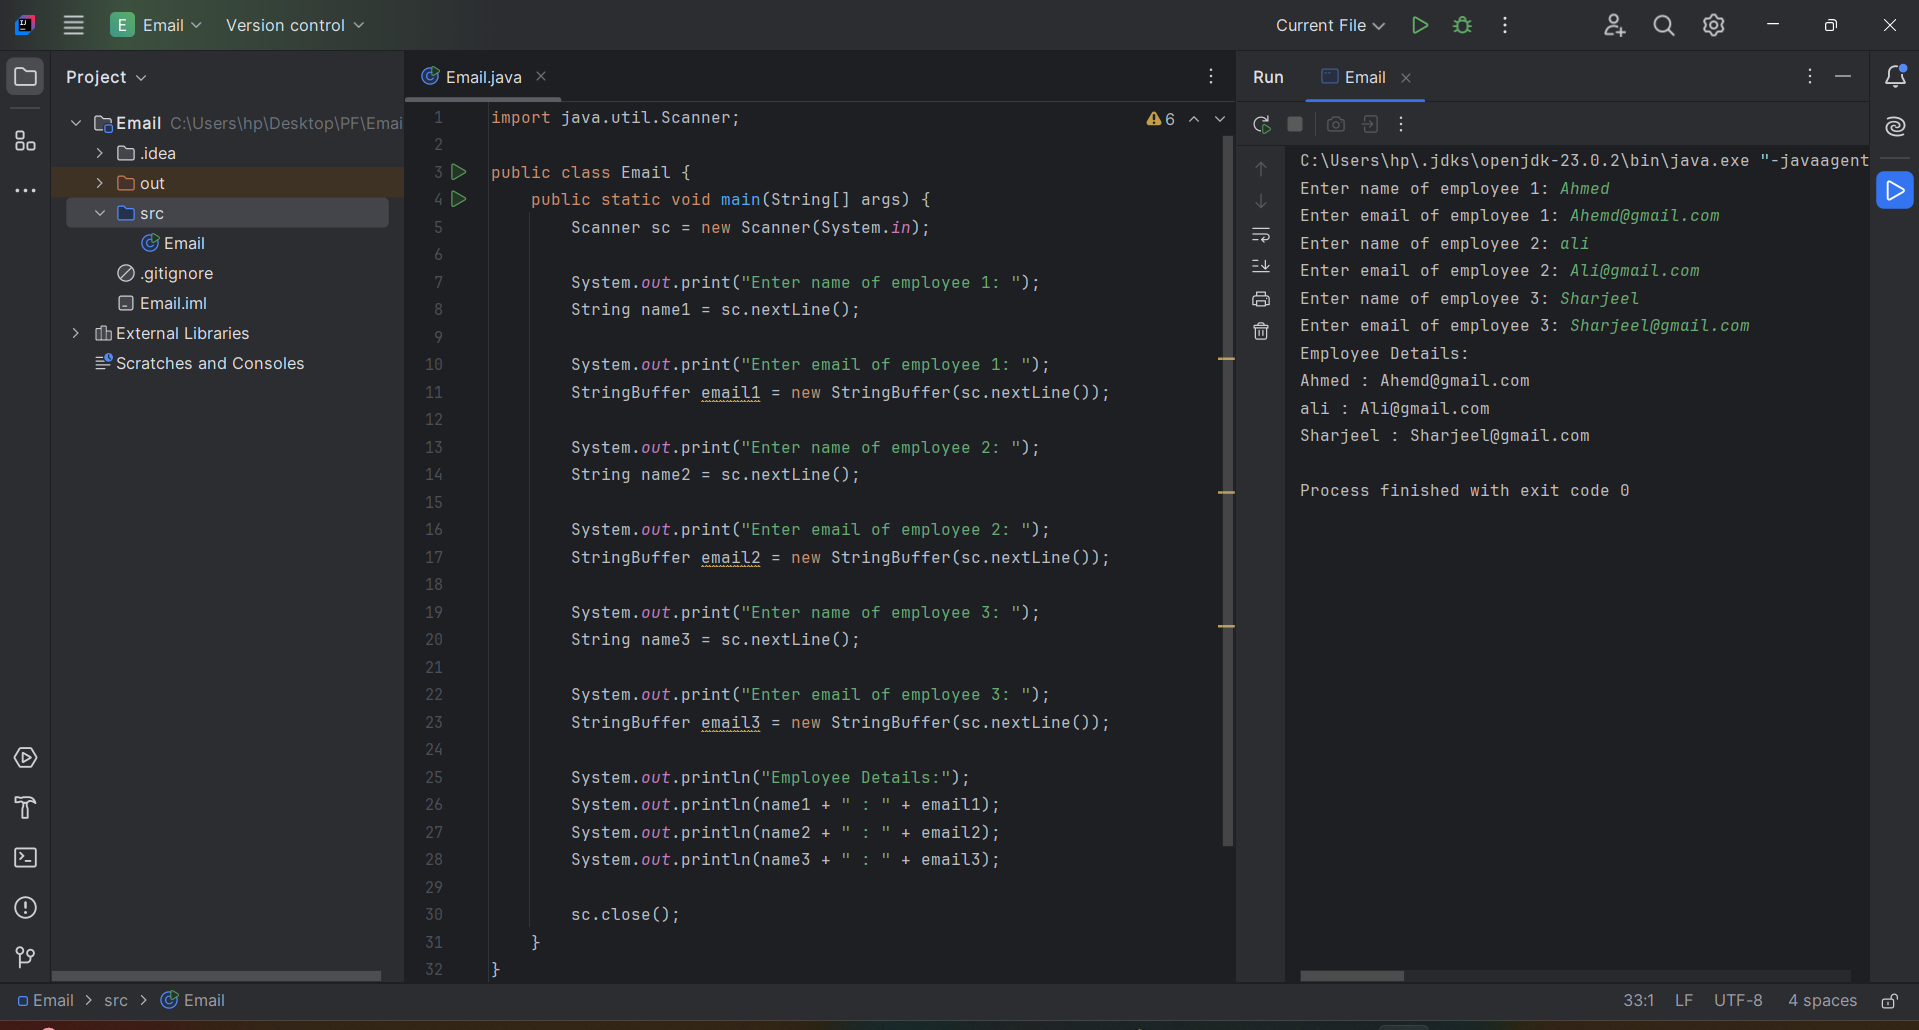 E Email Version control Current File
Project
Email C:\Users\hp\Desktop\PF\Emai
.idea
out
src
Email
.gitignore
Email.iml
External Libraries
Scratches and Consoles
Email.java
6
1 import java.util.Scanner;
2
3 public class Email {
4     public static void main(String[] args) {
5         Scanner sc = new Scanner(System.in);
6
7         System.out.print("Enter name of employee 1: ");
8         String name1 = sc.nextLine();
9
10         System.out.print("Enter email of employee 1: ");
11         StringBuffer email1 = new StringBuffer(sc.nextLine());
12
13         System.out.print("Enter name of employee 2: ");
14         String name2 = sc.nextLine();
15
16         System.out.print("Enter email of employee 2: ");
17         StringBuffer email2 = new StringBuffer(sc.nextLine());
18
19         System.out.print("Enter name of employee 3: ");
20         String name3 = sc.nextLine();
21
22         System.out.print("Enter email of employee 3: ");
23         StringBuffer email3 = new StringBuffer(sc.nextLine());
24
25         System.out.println("Employee Details:");
26         System.out.println(name1 + " : " + email1);
27         System.out.println(name2 + " : " + email2);
28         System.out.println(name3 + " : " + email3);
29
30         sc.close();
31     }
32 }
Run Email
C:\Users\hp\.jdks\openjdk-23.0.2\bin\java.exe "-javaagent
Enter name of employee 1: Ahmed
Enter email of employee 1: Ahemd@gmail.com
Enter name of employee 2: ali
Enter email of employee 2: Ali@gmail.com
Enter name of employee 3: Sharjeel
Enter email of employee 3: Sharjeel@gmail.com
Employee Details:
Ahmed : Ahemd@gmail.com
ali : Ali@gmail.com
Sharjeel : Sharjeel@gmail.com
Process finished with exit code 0
Email > src > Email
33:1 LF UTF-8 4 spaces